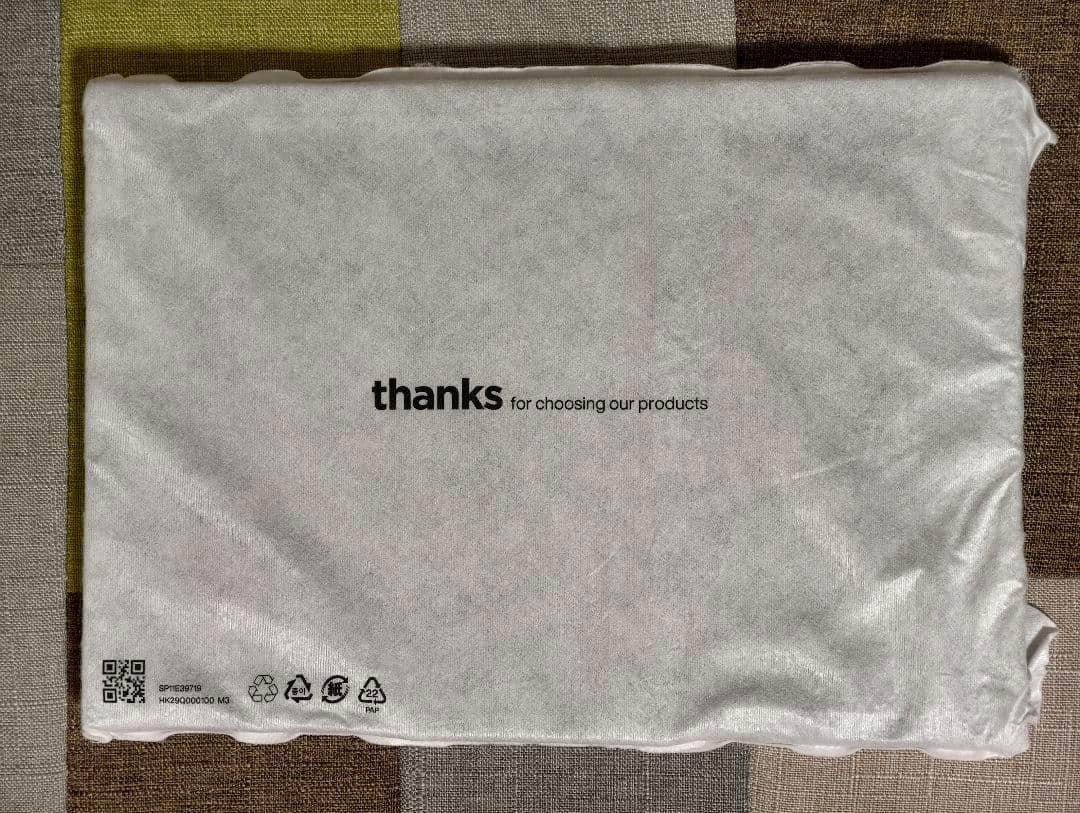 thanks for choosing our products
SP11E39719
HK29Q000100 M3
종이
紙
22
PAP